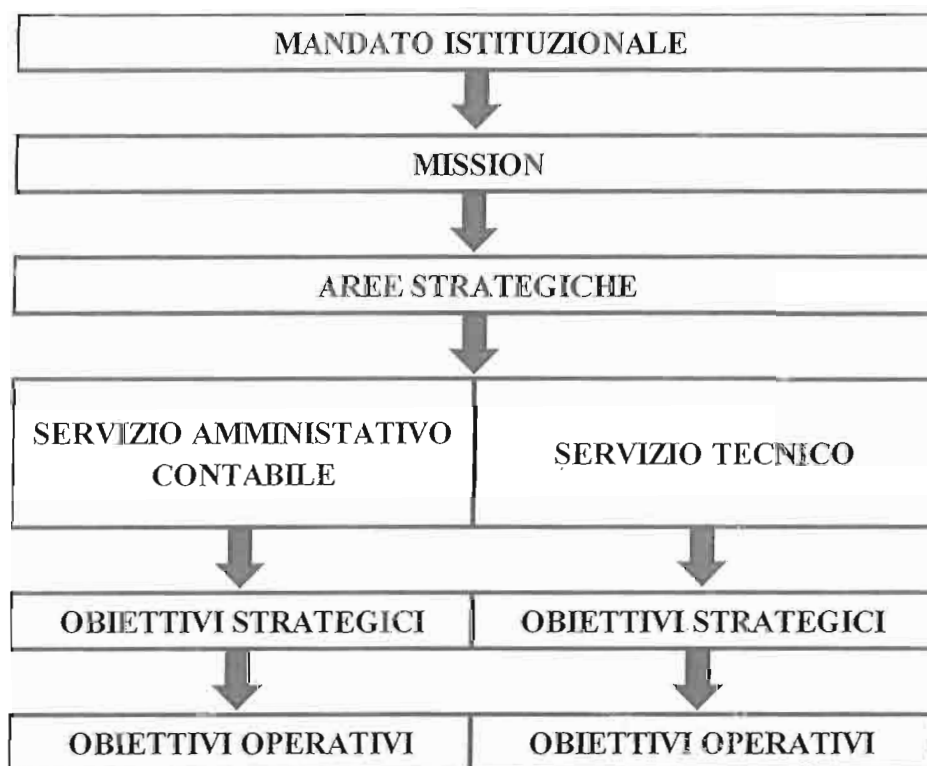 MANDATO ISTITUZIONALE
MISSION
AREE STRATEGICHE
SERVIZIO AMMINISTATIVO
CONTABILE
SERVIZIO TECNICO
OBIETTIVI STRATEGICI
OBIETTIVI STRATEGICI
OBIETTIVI OPERATIVI
OBIETTIVI OPERATIVI